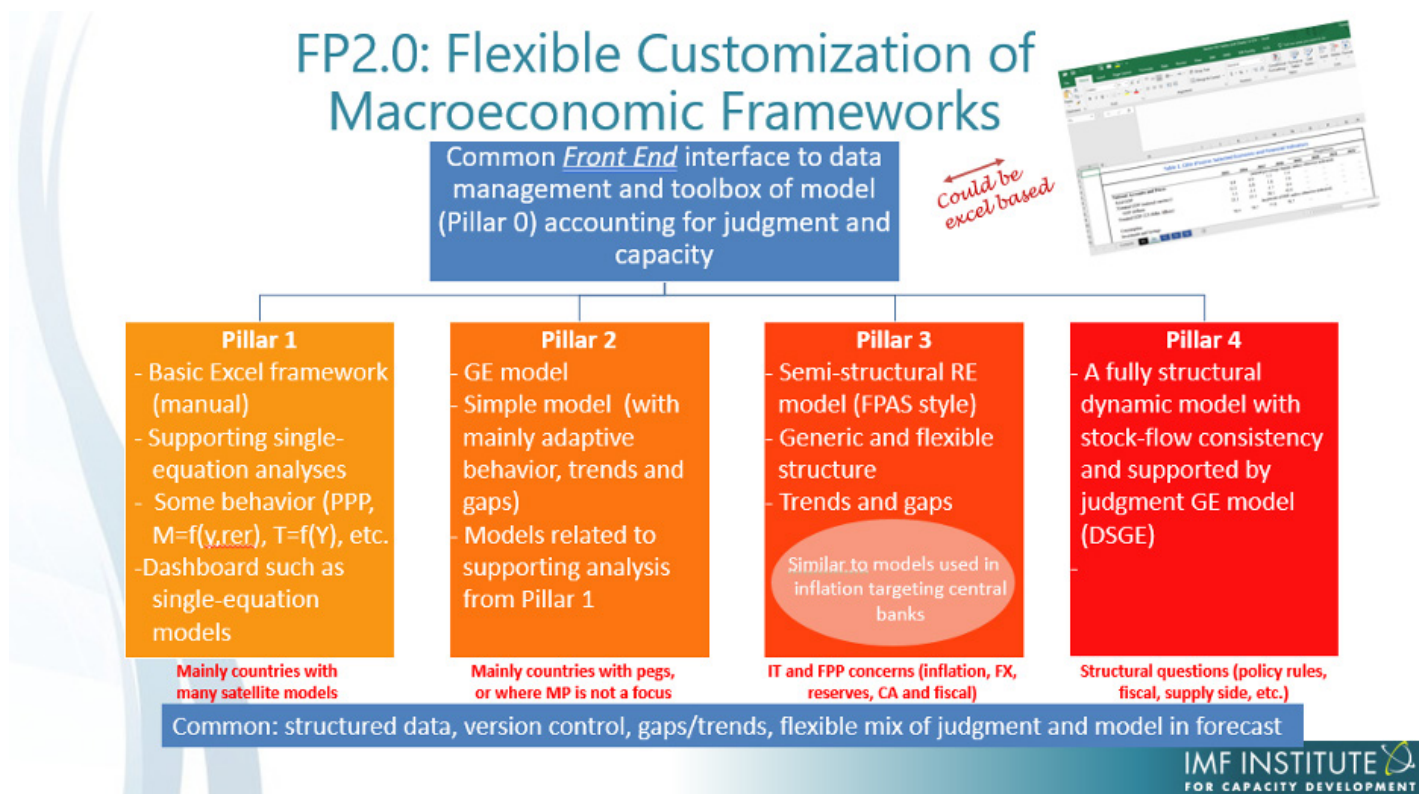 FP2.0: Flexible Customization of
Macroeconomic Frameworks
Common Front End interface to data
management and toolbox of model
(Pillar 0) accounting for judgment and
capacity
Could be
excel based
Pillar 1
- Basic Excel framework
(manual)
- Supporting single-
equation analyses
- Some behavior (PPP,
M=f(y,rer), T=f(Y), etc.
-Dashboard such as
single-equation
models
Mainly countries with
many satellite models
Pillar 2
- GE model
- Simple model (with
mainly adaptive
behavior, trends and
gaps)
- Models related to
supporting analysis
from Pillar 1
Mainly countries with pegs,
or where MP is not a focus
Pillar 3
- Semi-structural RE
model (FPAS style)
- Generic and flexible
structure
- Trends and gaps
Similar to models used in
inflation targeting central
banks
IT and FPP concerns (inflation, FX,
reserves, CA and fiscal)
Pillar 4
- A fully structural
dynamic model with
stock-flow consistency
and supported by
judgment GE model
(DSGE)
-
Structural questions (policy rules,
fiscal, supply side, etc.)
Common: structured data, version control, gaps/trends, flexible mix of judgment and model in forecast
IMF INSTITUTE
FOR CAPACITY DEVELOPMENT